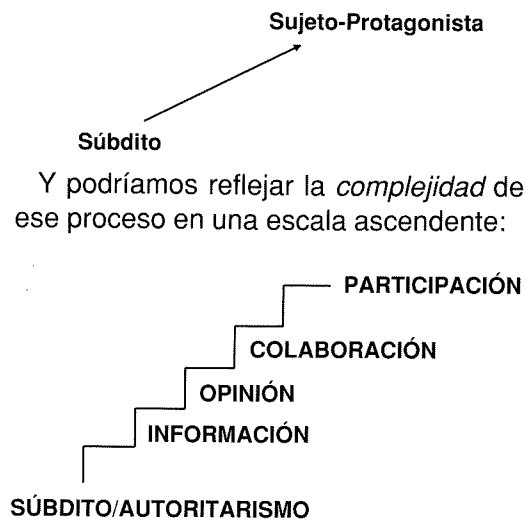 Sujeto-Protagonista
Súbdito
Y podríamos reflejar la complejidad de
ese proceso en una escala ascendente:
PARTICIPACIÓN
COLABORACIÓN
OPINIÓN
INFORMACIÓN
SÚBDITO/AUTORITARISMO